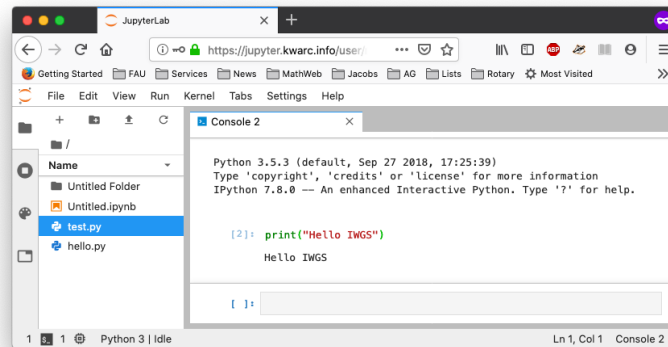 JupyterLab
https://jupyter.kwarc.info/user/
Getting Started FAU Services News MathWeb Jacobs AG Lists Rotary Most Visited
File Edit View Run Kernel Tabs Settings Help
Console 2
/
Name
Untitled Folder
Untitled.ipynb
test.py
hello.py
Python 3.5.3 (default, Sep 27 2018, 17:25:39)
Type 'copyright', 'credits' or 'license' for more information
IPython 7.8.0 -- An enhanced Interactive Python. Type '?' for help.
[2]: print("Hello IWGS")
Hello IWGS
[ ]:
1 1 Python 3 | Idle Ln 1, Col 1 Console 2